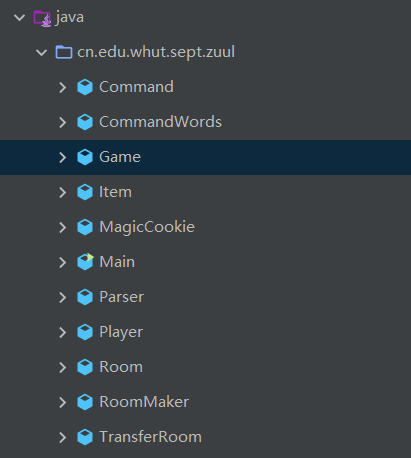 java
cn.edu.whut.sept.zuul
Command
CommandWords
Game
Item
MagicCookie
Main
Parser
Player
Room
RoomMaker
TransferRoom